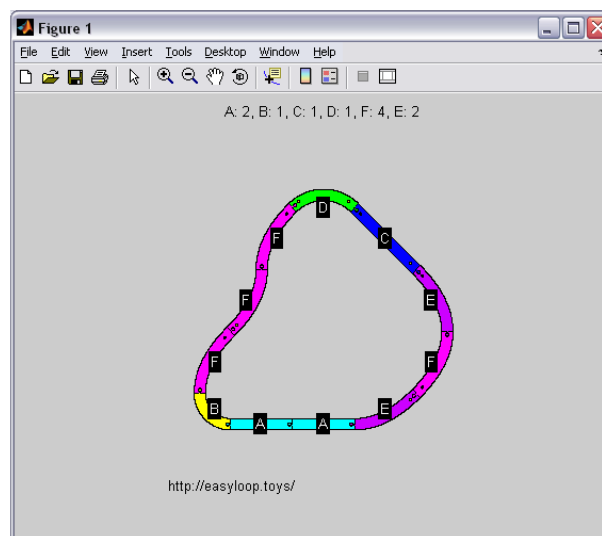 Figure 1
File Edit View Insert Tools Desktop Window Help
A: 2, B: 1, C: 1, D: 1, F: 4, E: 2
D
F
C
F
E
F
F
B
E
A
A
http://easyloop.toys/